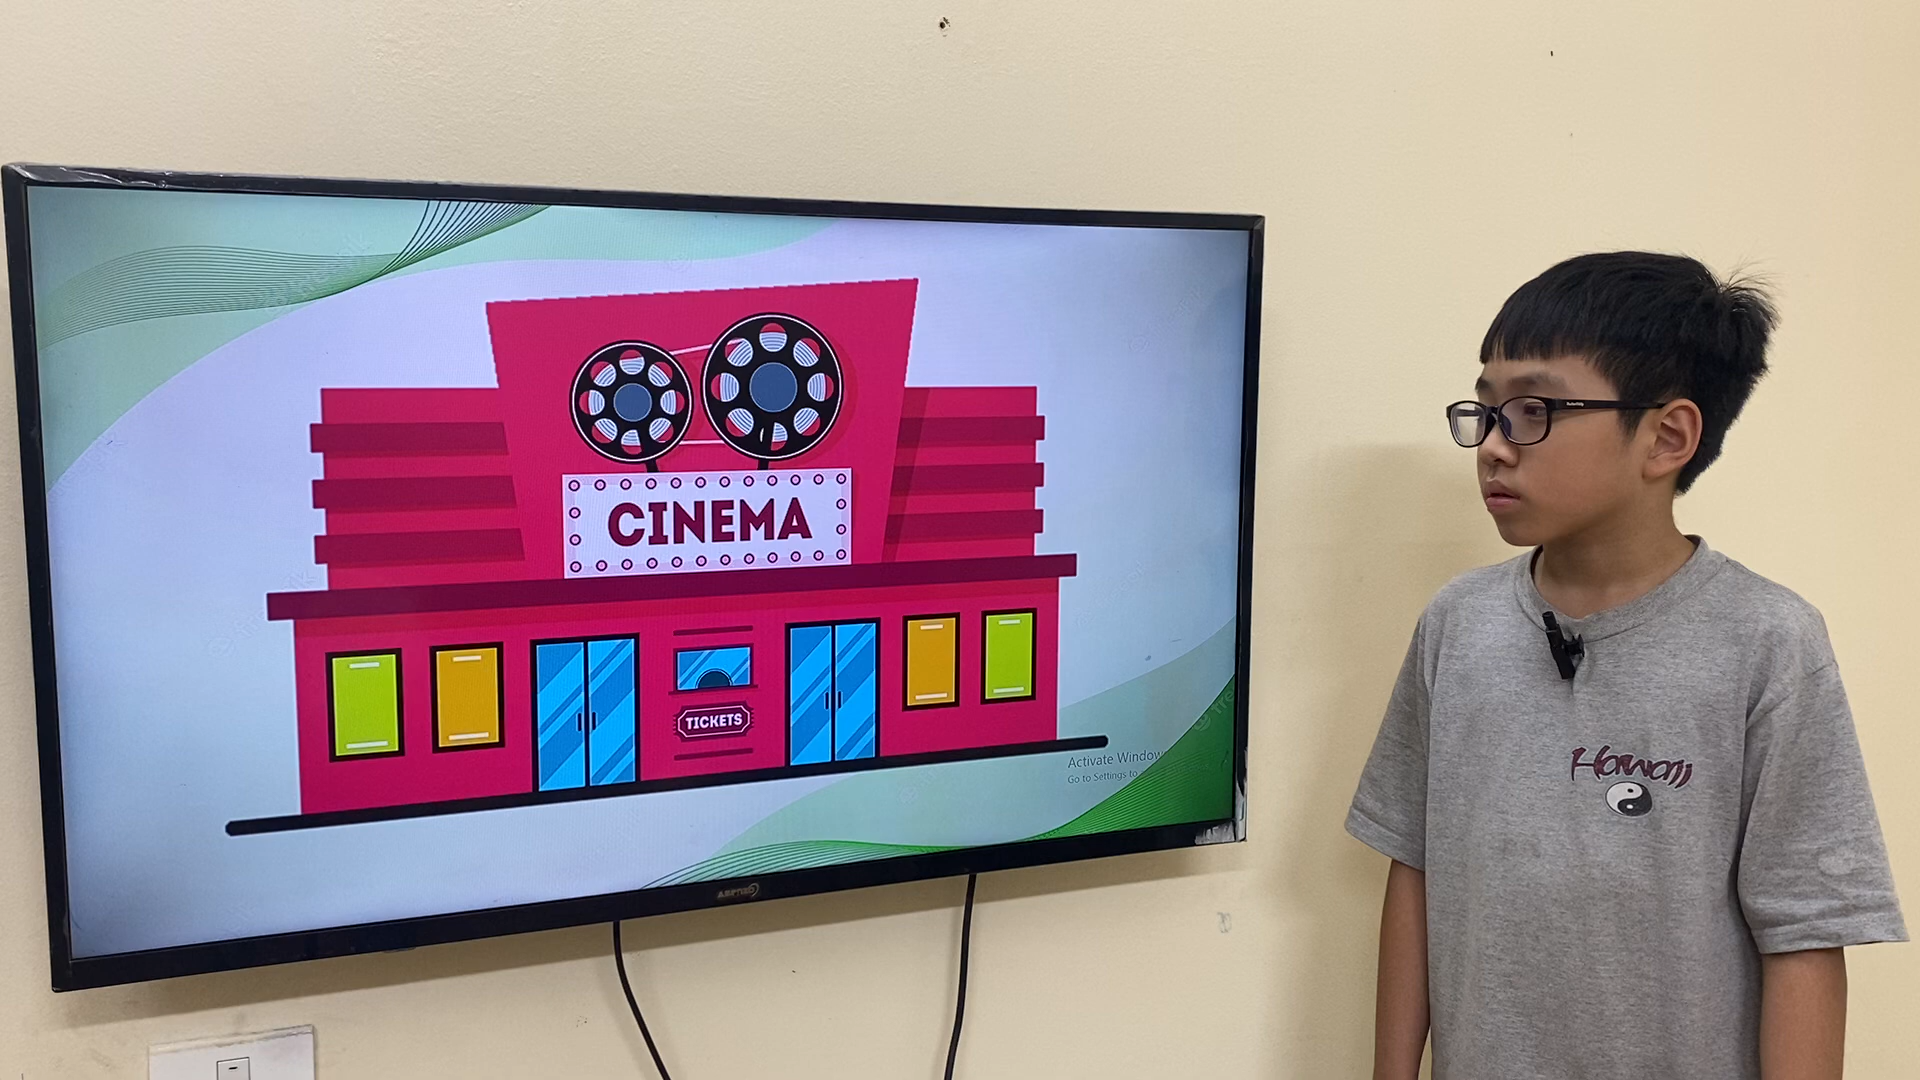 CINEMA
TICKETS
Activate Window
Go to Settings to
Hawaii